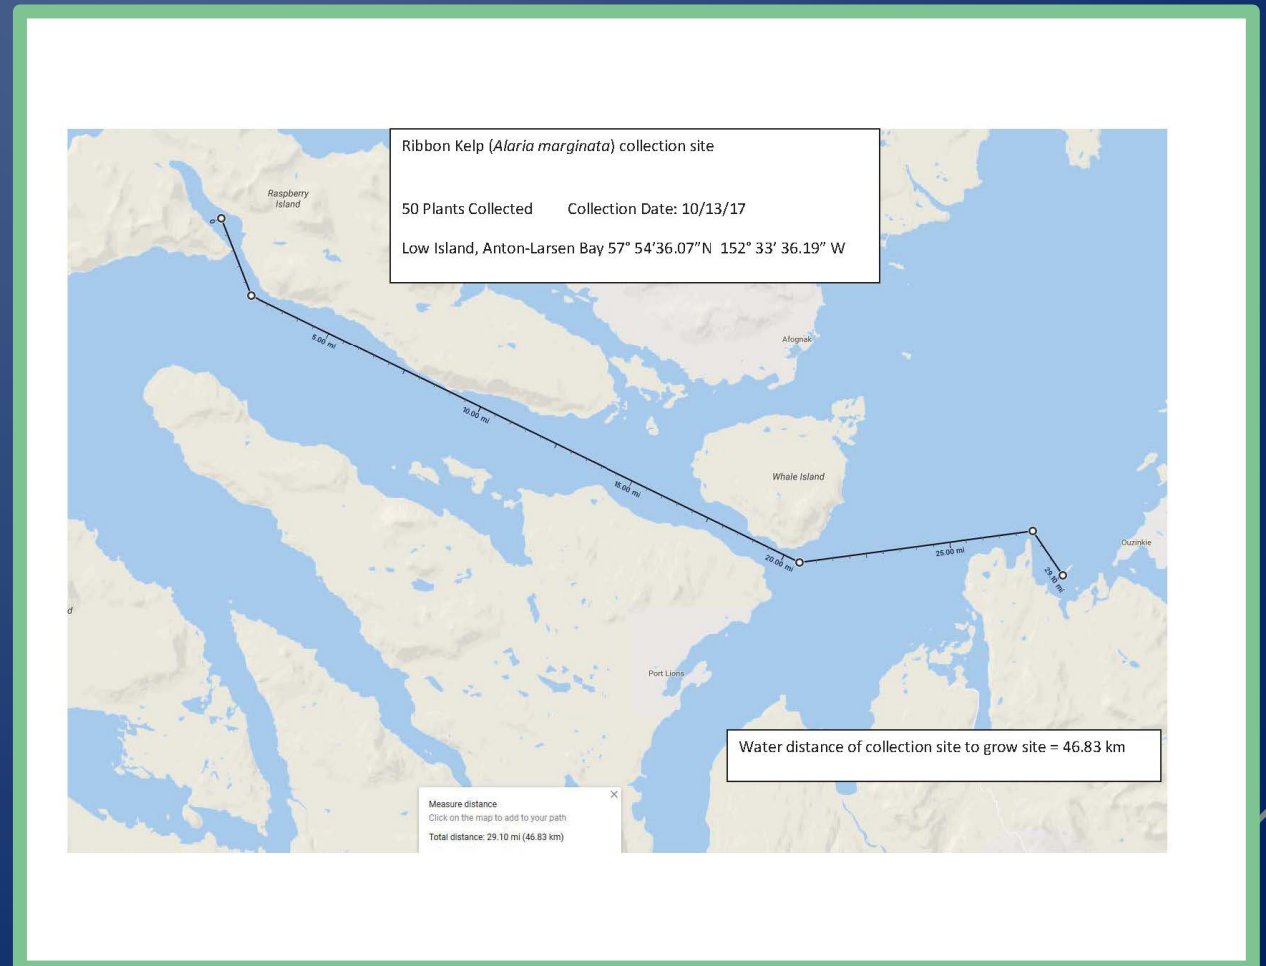 Ribbon Kelp (Alaria marginata) collection site
50 Plants Collected Collection Date: 10/13/17
Low Island, Anton-Larsen Bay 57° 54’36.07”N 152° 33’ 36.19” W
Raspberry
Island
0
5.00 mi
Afognak
10.00 mi
Whale Island
15.00 mi
20.00 mi
25.00 mi
Ouzinkie
29.10 mi
d
Port Lions
Water distance of collection site to grow site = 46.83 km
Measure distance
Click on the map to add to your path
Total distance: 29.10 mi (46.83 km)